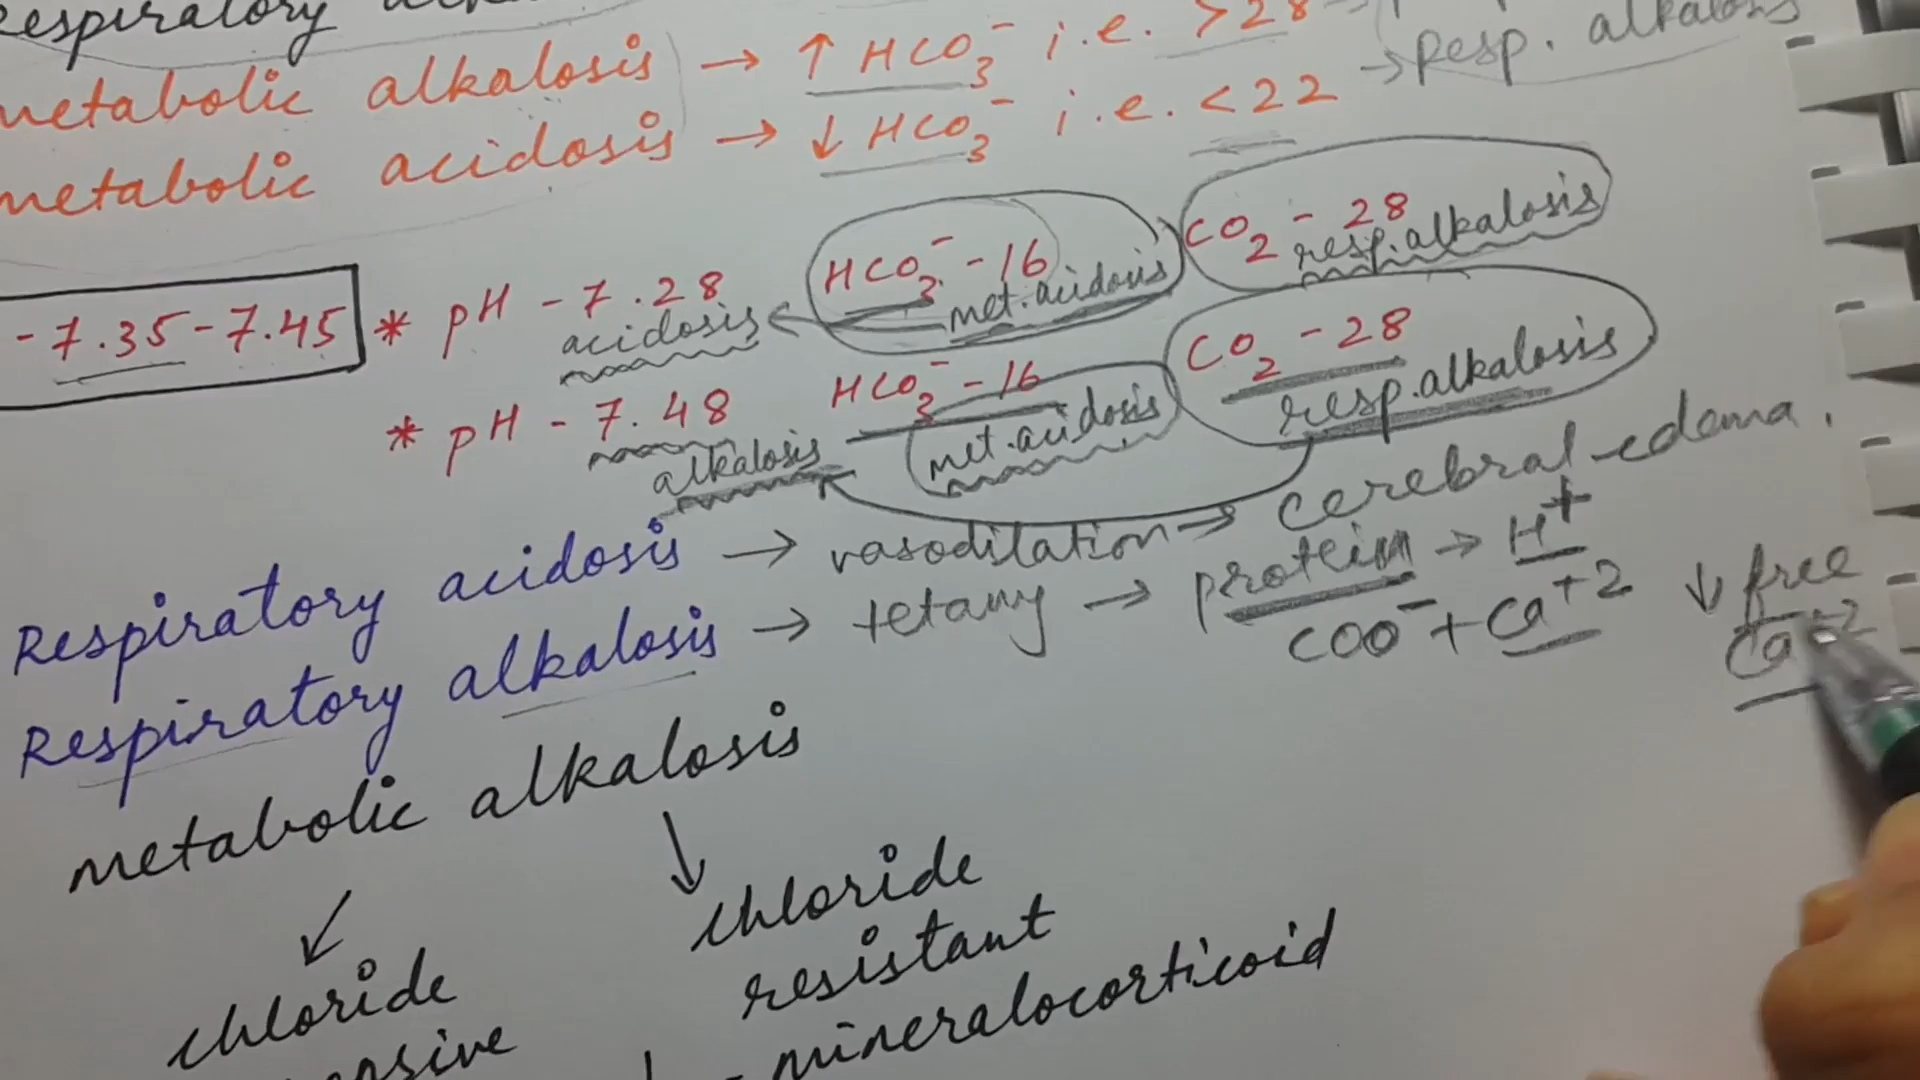 Respiratory
metabolic alkalosis → ↑ HCO3⁻ i.e. >28
→ Resp. alkalosis
metabolic acidosis → ↓ HCO3⁻ i.e. <22
- 7.35 - 7.45 * pH - 7.28 HCO3⁻ - 16 CO2 - 28
acidosis ← met. acidosis resp. alkalosis
* pH - 7.48 HCO3⁻ - 16 CO2 - 28
alkalosis met. acidosis resp. alkalosis
Respiratory acidosis → vasodilation → cerebral edema.
Respiratory alkalosis → tetany → protein → H⁺
COO⁻ + Ca⁺² ↓ free
Ca⁺²
metabolic alkalosis
↙ ↘
chloride chloride
resistant
mineralocorticoid